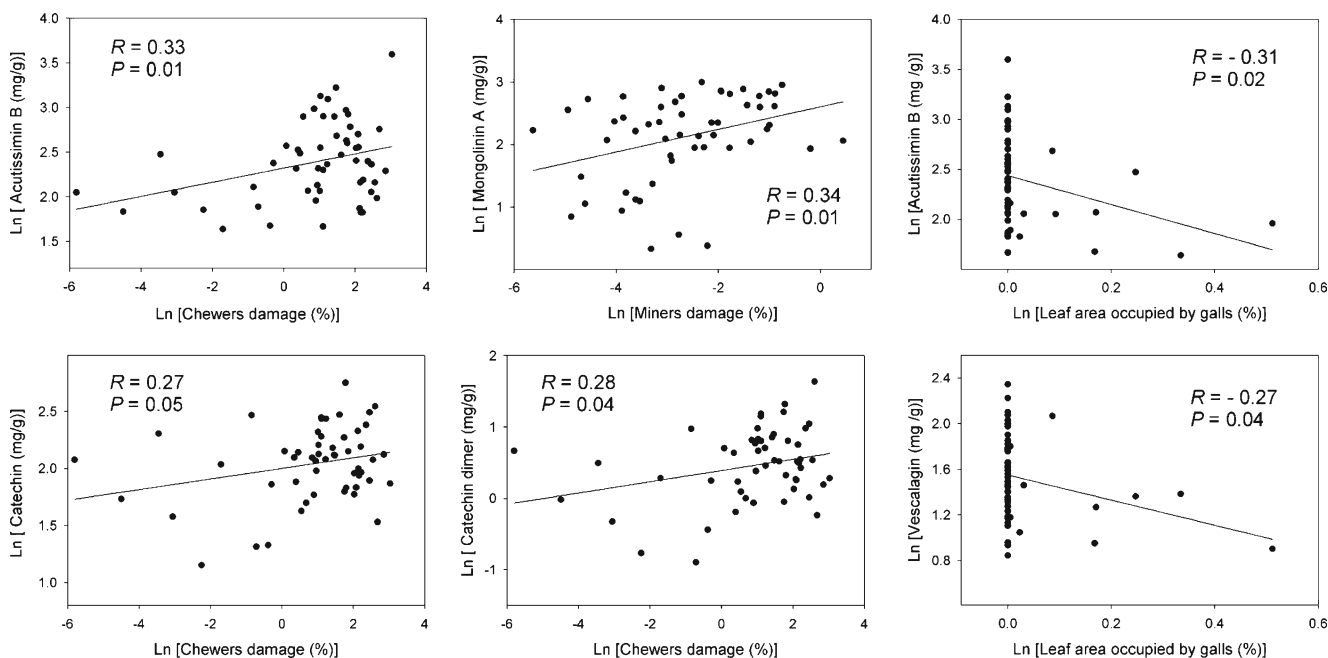 R = 0.33
P = 0.01
Ln [ Acutissimin B (mg/g)]
4.0
3.5
3.0
2.5
2.0
1.5
-6 -4 -2 0 2 4
Ln [Chewers damage (%)]
R = 0.34
P = 0.01
Ln [ Mongolinin A (mg/g)]
4
3
2
1
0
-6 -4 -2 0
Ln [Miners damage (%)]
R = - 0.31
P = 0.02
Ln [Acutissimin B (mg /g)]
4.0
3.5
3.0
2.5
2.0
0.0 0.2 0.4 0.6
Ln [Leaf area occupied by galls (%)]
R = 0.27
P = 0.05
Ln [ Catechin (mg/g)]
2.5
2.0
1.5
1.0
-6 -4 -2 0 2 4
Ln [Chewers damage (%)]
R = 0.28
P = 0.04
Ln [ Catechin dimer (mg/g)]
2
1
0
-1
-6 -4 -2 0 2 4
Ln [Chewers damage (%)]
R = - 0.27
P = 0.04
Ln [Vescalagin (mg /g)]
2.4
2.0
1.6
1.2
0.8
0.0 0.2 0.4 0.6
Ln [Leaf area occupied by galls (%)]